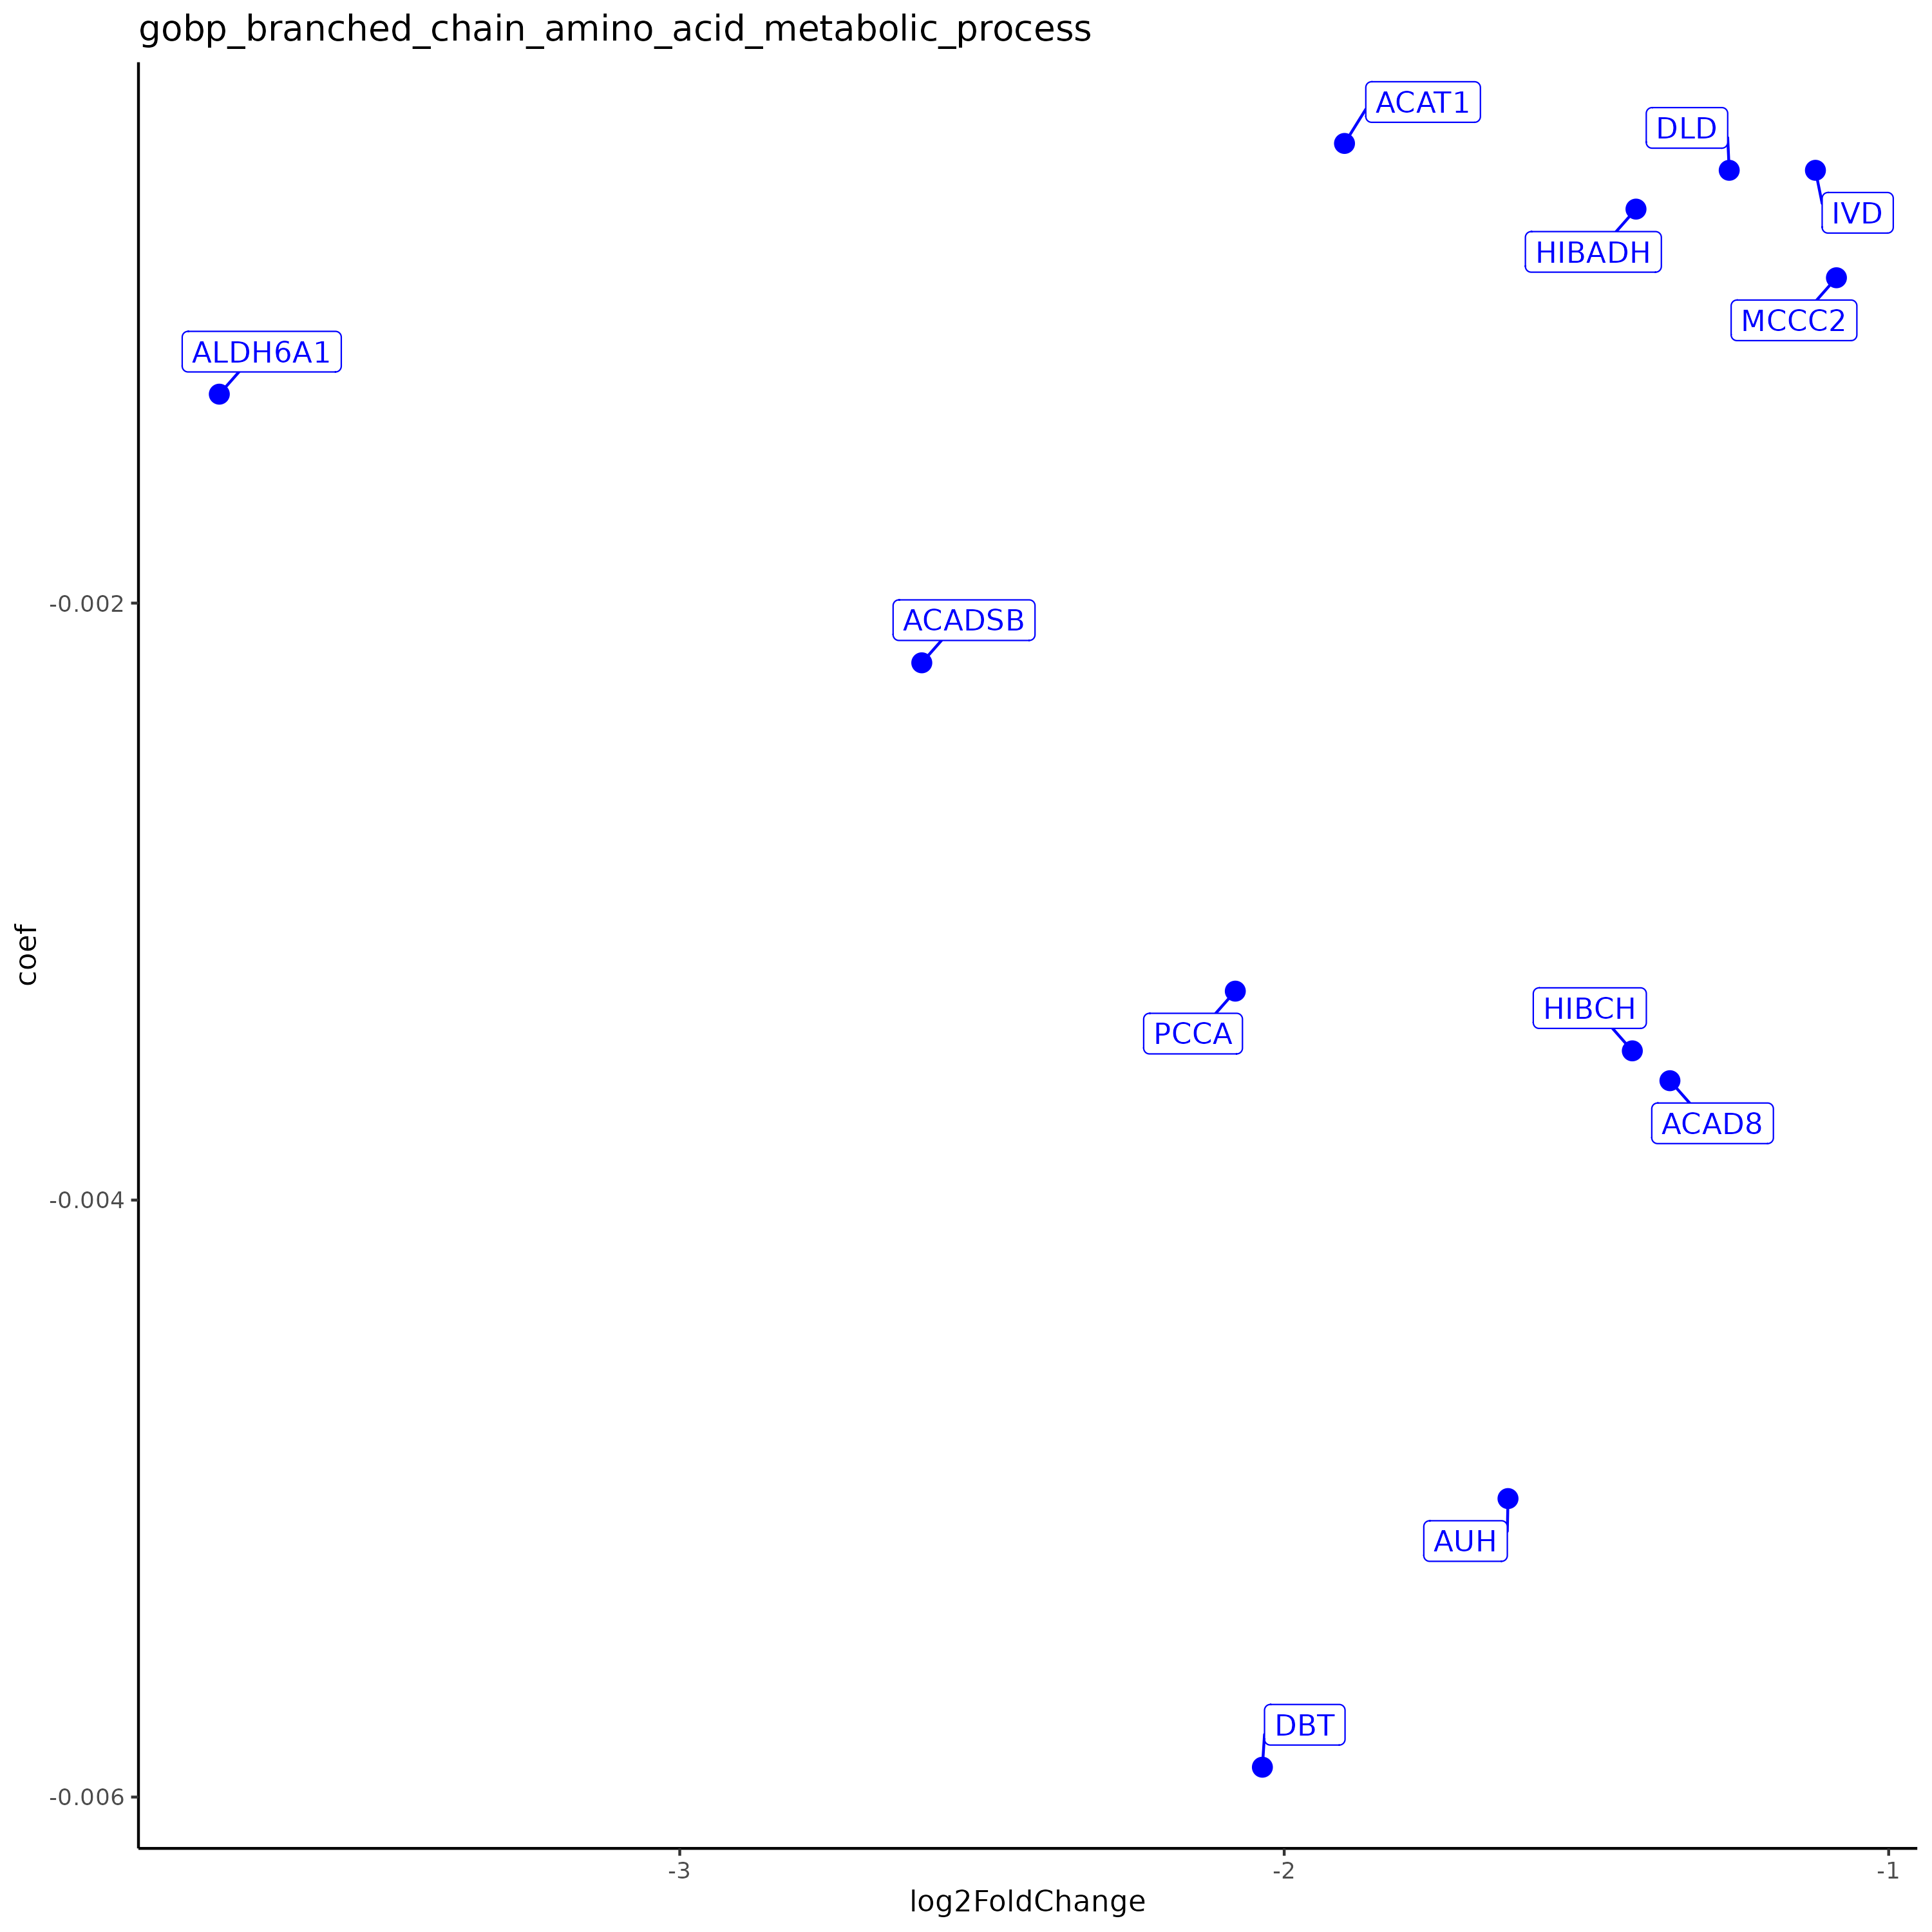 gobp_branched_chain_amino_acid_metabolic_process
ACAT1
DLD
IVD
HIBADH
MCCC2
ALDH6A1
-0.002
ACADSB
coef
PCCA
HIBCH
ACAD8
-0.004
AUH
DBT
-0.006
-3
-2
-1
log2FoldChange